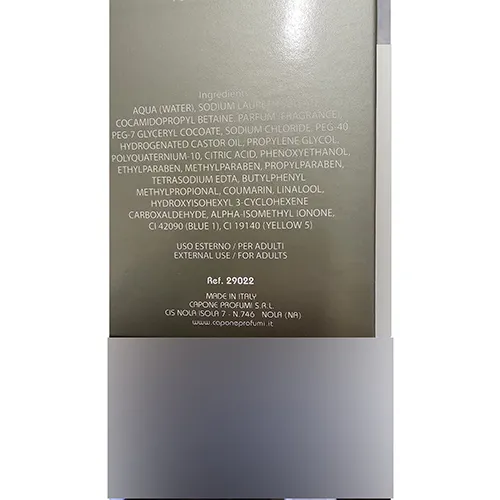 Ingredients
AQUA (WATER), SODIUM
COCAMIDOPROPYL BETAINE, PARFUM, FRAGRANCE,
PEG-7 GLYCERYL COCOATE, SODIUM CHLORIDE, PEG-40
HYDROGENATED CASTOR OIL, PROPYLENE GLYCOL,
POLYQUATERNIUM-10, CITRIC ACID, PHENOXYETHANOL,
ETHYLPARABEN, METHYLPARABEN, PROPYLPARABEN,
TETRASODIUM EDTA, BUTYLPHENYL
METHYLPROPIONAL, COUMARIN, LINALOOL,
HYDROXYISOHEXYL 3-CYCLOHEXENE
CARBOXALDEHYDE, ALPHA-ISOMETHYL IONONE,
CI 42090 (BLUE 1), CI 19140 (YELLOW 5)
USO ESTERNO / PER ADULTI
EXTERNAL USE / FOR ADULTS
Ref. 29022
MADE IN ITALY
CAPONE PROFUMI S.R.L.
CIS NOLA ISOLA 7 - N.746 NOLA (NA)
www.caponeprofumi.it